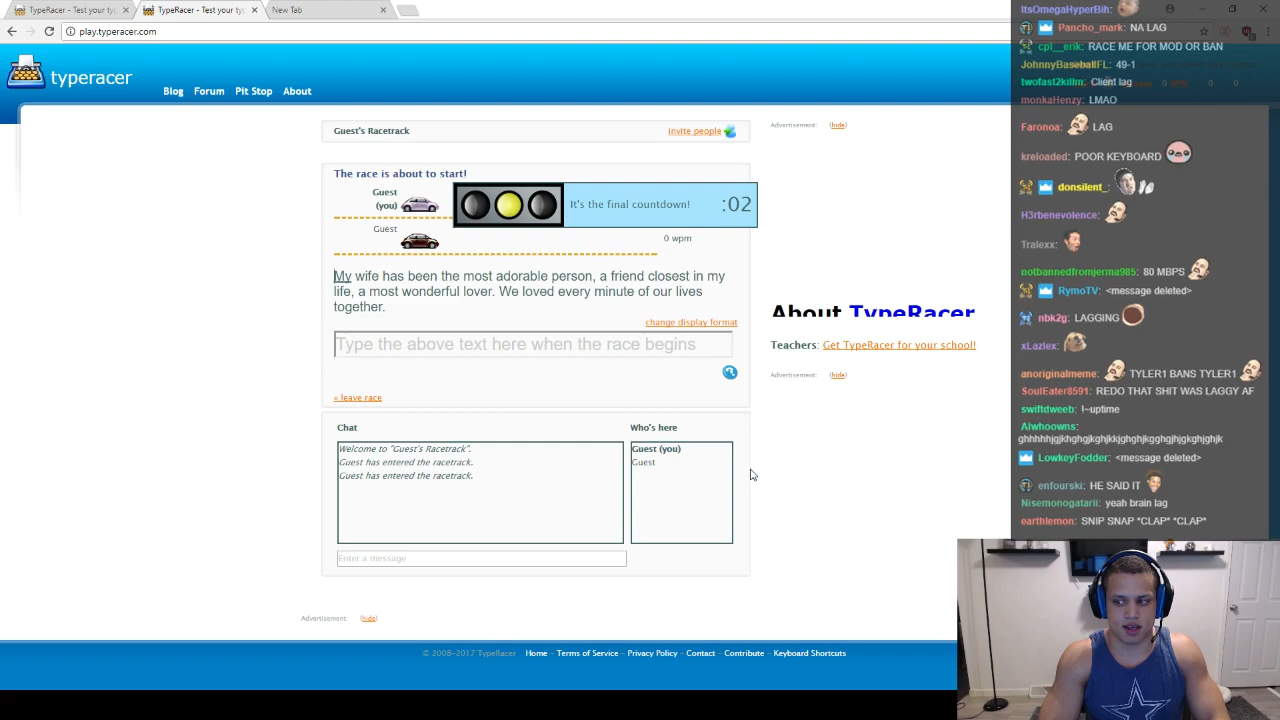 TypeRacer - Test your typ
TypeRacer - Test your typ
New Tab
play.typeracer.com
typeracer
Blog Forum Pit Stop About
Guest's Racetrack
invite people
Advertisement: (hide)
The race is about to start!
Guest
(you)
It's the final countdown! :02
Guest
0 wpm
My wife has been the most adorable person, a friend closest in my
life, a most wonderful lover. We loved every minute of our lives
together.
change display format
Type the above text here when the race begins
« leave race
About TypeRacer
Teachers: Get TypeRacer for your school!
Advertisement: (hide)
Chat
Who's here
Welcome to "Guest's Racetrack".
Guest has entered the racetrack.
Guest has entered the racetrack.
Guest (you)
Guest
Enter a message
Advertisement: (hide)
© 2008-2017 TypeRacer Home - Terms of Service - Privacy Policy - Contact - Contribute - Keyboard Shortcuts
ItsOmegaHyperBih:
Pancho_mark: NA LAG
cpl_erik: RACE ME FOR MOD OR BAN
JohnnyBaseballFL: 49-1
twofast2killm: Client lag
monkaHenzy: LMAO
Faronoa: LAG
kreloaded: POOR KEYBOARD
donsilent_:
H3rbenevolence:
Tralexx:
notbannedfromjerma985: 80 MBPS
RymoTV: <message deleted>
nbk2g: LAGGING
xLazlex:
anoriginalmeme: TYLER1 BANS TYLER1
SoulEater8591: REDO THAT SHIT WAS LAGGY AF
swiftdweeb: !~uptime
Alwhoowns:
ghhhhhjgjkhghgjkghjkkjghghjkgghjghjgkghjghjk
LowkeyFodder: <message deleted>
enfourski: HE SAID IT
Nisemonogatarii: yeah brain lag
earthlemon: SNIP SNAP *CLAP* *CLAP*